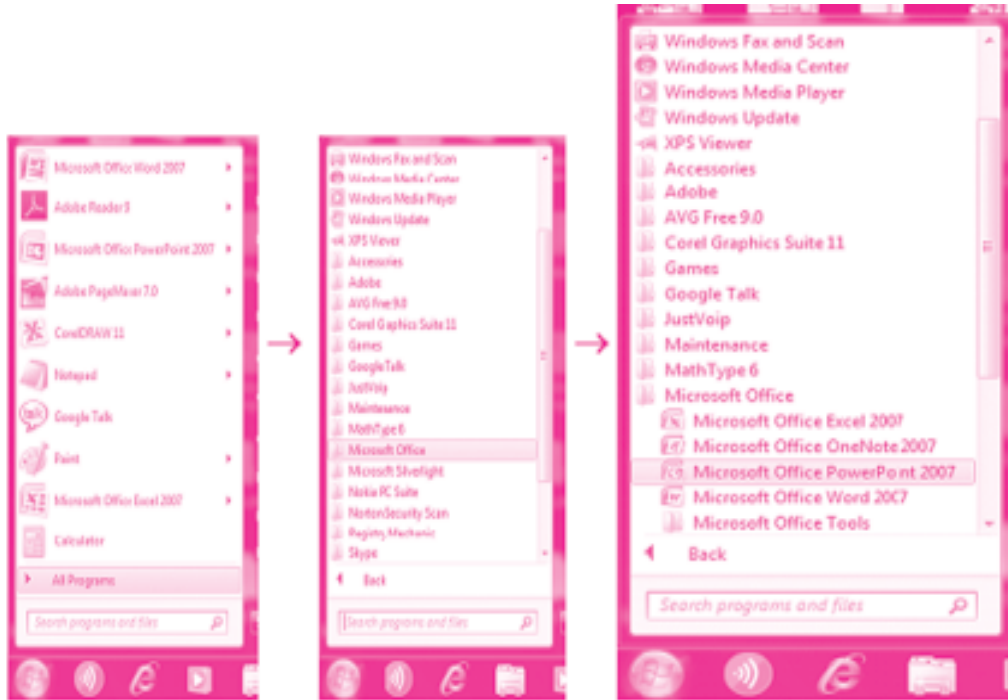 Microsoft Office Word 2007
Adobe Reader 9
Microsoft Office PowerPoint 2007
Adobe PageMaker 7.0
CorelDRAW 11
Notepad
talk
Google Talk
Paint
Microsoft Office Excel 2007
Calculator
All Programs
Search programs and files
Windows Fax and Scan
Windows Media Center
Windows Media Player
Windows Update
XPS Viewer
Accessories
Adobe
AVG Free 9.0
Corel Graphics Suite 11
Games
Google Talk
JustVoip
Maintenance
MathType 6
Microsoft Office
Microsoft Silverlight
Nokia PC Suite
Norton Security Scan
Registry Mechanic
Skype
Back
Search programs and files
Windows Fax and Scan
Windows Media Center
Windows Media Player
Windows Update
XPS Viewer
Accessories
Adobe
AVG Free 9.0
Corel Graphics Suite 11
Games
Google Talk
JustVoip
Maintenance
MathType 6
Microsoft Office
Microsoft Office Excel 2007
Microsoft Office OneNote 2007
Microsoft Office PowerPoint 2007
Microsoft Office Word 2007
Microsoft Office Tools
Back
Search programs and files